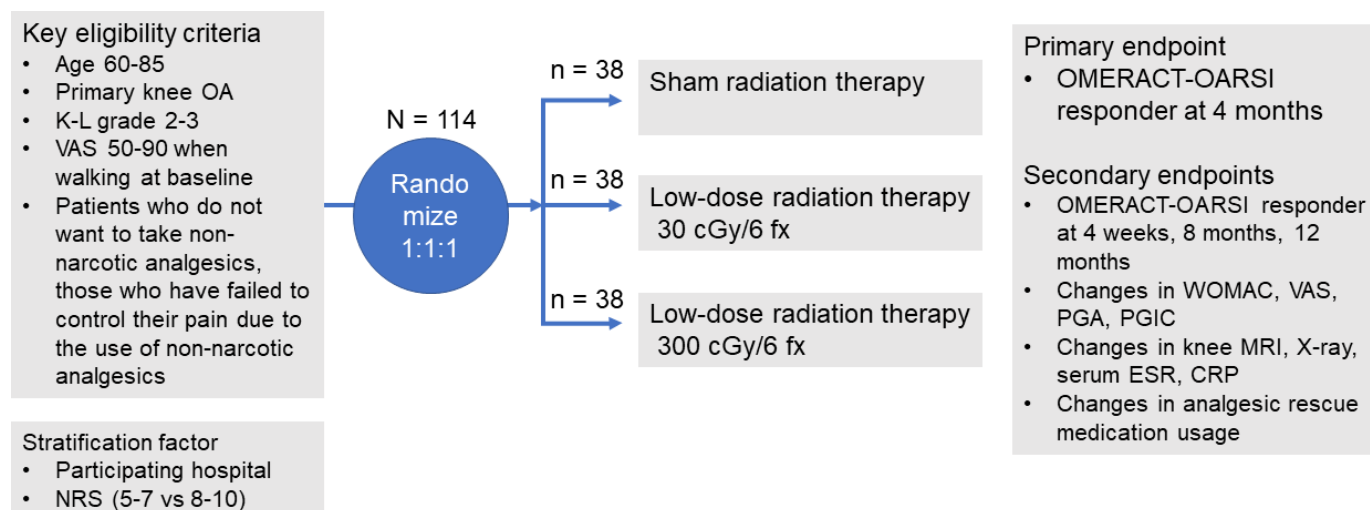 Key eligibility criteria
• Age 60-85
• Primary knee OA
• K-L grade 2-3
• VAS 50-90 when
walking at baseline
• Patients who do not
want to take non-
narcotic analgesics,
those who have failed to
control their pain due to
the use of non-narcotic
analgesics
Stratification factor
• Participating hospital
• NRS (5-7 vs 8-10)
N = 114
Rando
mize
1:1:1
n = 38
Sham radiation therapy
n = 38
Low-dose radiation therapy
30 cGy/6 fx
n = 38
Low-dose radiation therapy
300 cGy/6 fx
Primary endpoint
• OMERACT-OARSI
responder at 4 months
Secondary endpoints
• OMERACT-OARSI responder
at 4 weeks, 8 months, 12
months
• Changes in WOMAC, VAS,
PGA, PGIC
• Changes in knee MRI, X-ray,
serum ESR, CRP
• Changes in analgesic rescue
medication usage